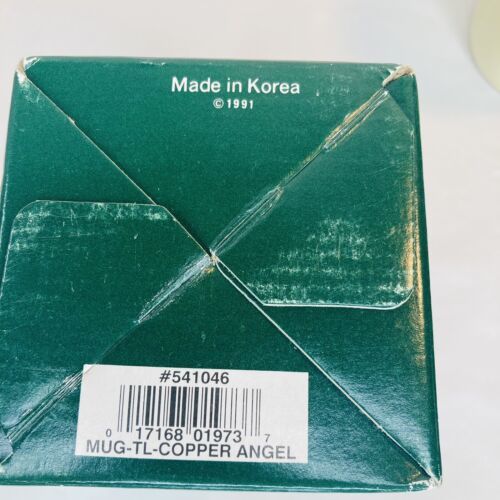 Made in Korea
©1991
#541046
0 17168 01973 7
MUG-TL-COPPER ANGEL